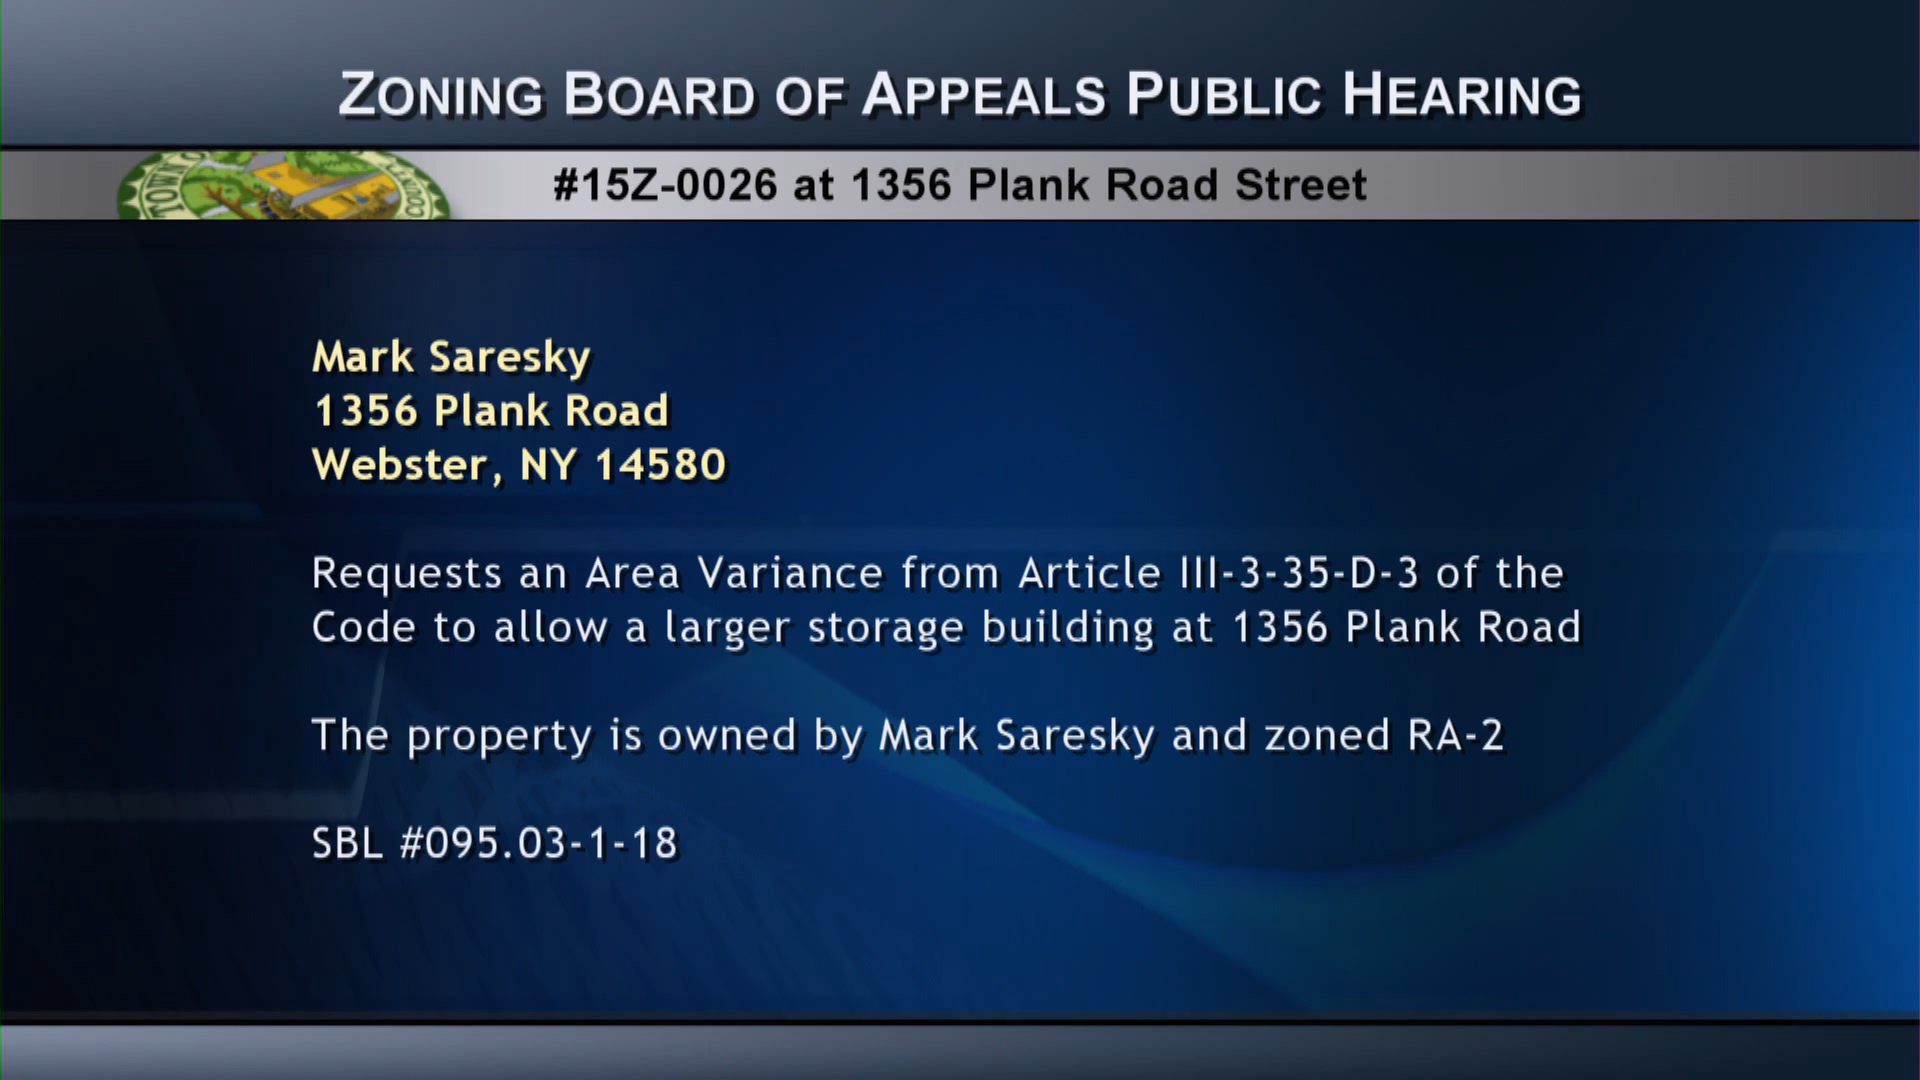 ZONING BOARD OF APPEALS PUBLIC HEARING
TOWN
#15Z-0026 at 1356 Plank Road Street
Mark Saresky
1356 Plank Road
Webster, NY 14580
Requests an Area Variance from Article III-3-35-D-3 of the
Code to allow a larger storage building at 1356 Plank Road
The property is owned by Mark Saresky and zoned RA-2
SBL #095.03-1-18